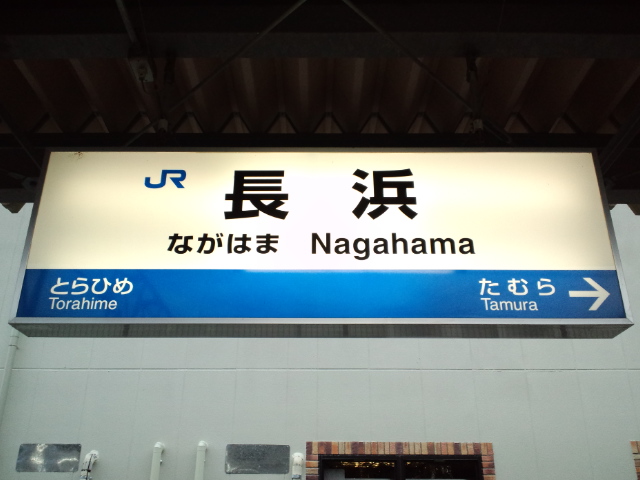 JR 長浜
ながはま Nagahama
とらひめ たむら →
Torahime Tamura